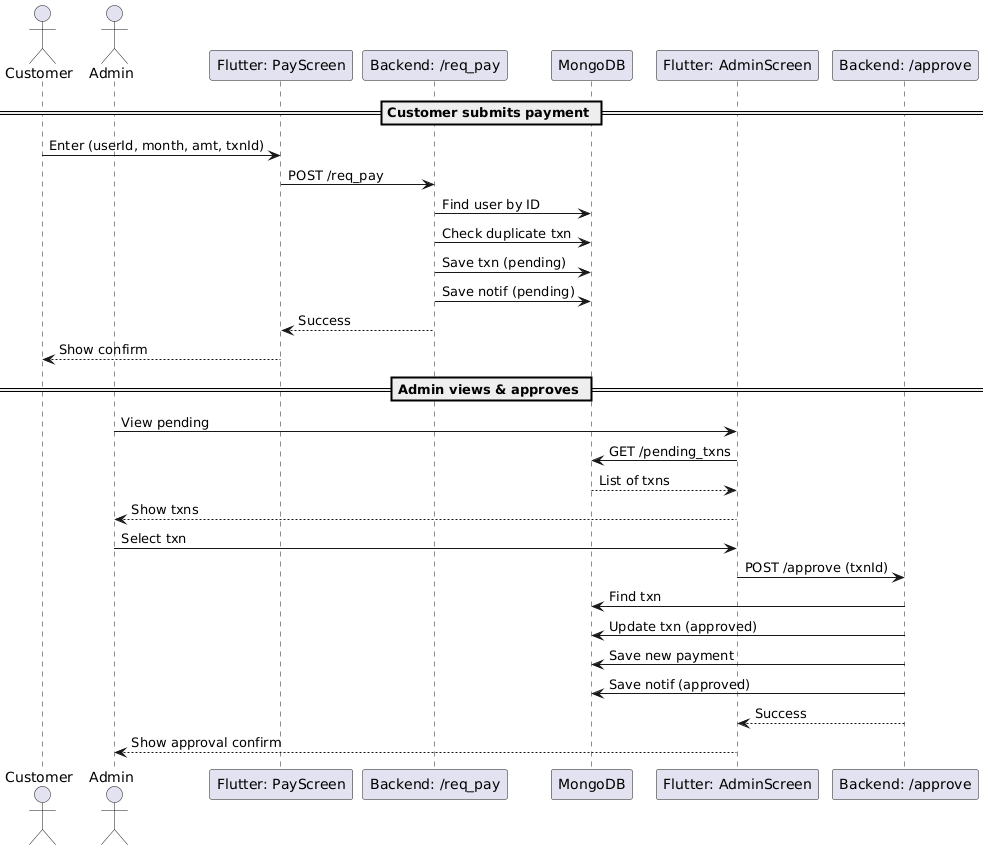 Customer
Admin
Flutter: PayScreen
Backend: /req_pay
MongoDB
Flutter: AdminScreen
Backend: /approve
Customer submits payment
Enter (userId, month, amt, txnId)
POST /req_pay
Find user by ID
Check duplicate txn
Save txn (pending)
Save notif (pending)
Success
Show confirm
Admin views & approves
View pending
GET /pending_txns
List of txns
Show txns
Select txn
POST /approve (txnId)
Find txn
Update txn (approved)
Save new payment
Save notif (approved)
Success
Show approval confirm
Customer
Admin
Flutter: PayScreen
Backend: /req_pay
MongoDB
Flutter: AdminScreen
Backend: /approve